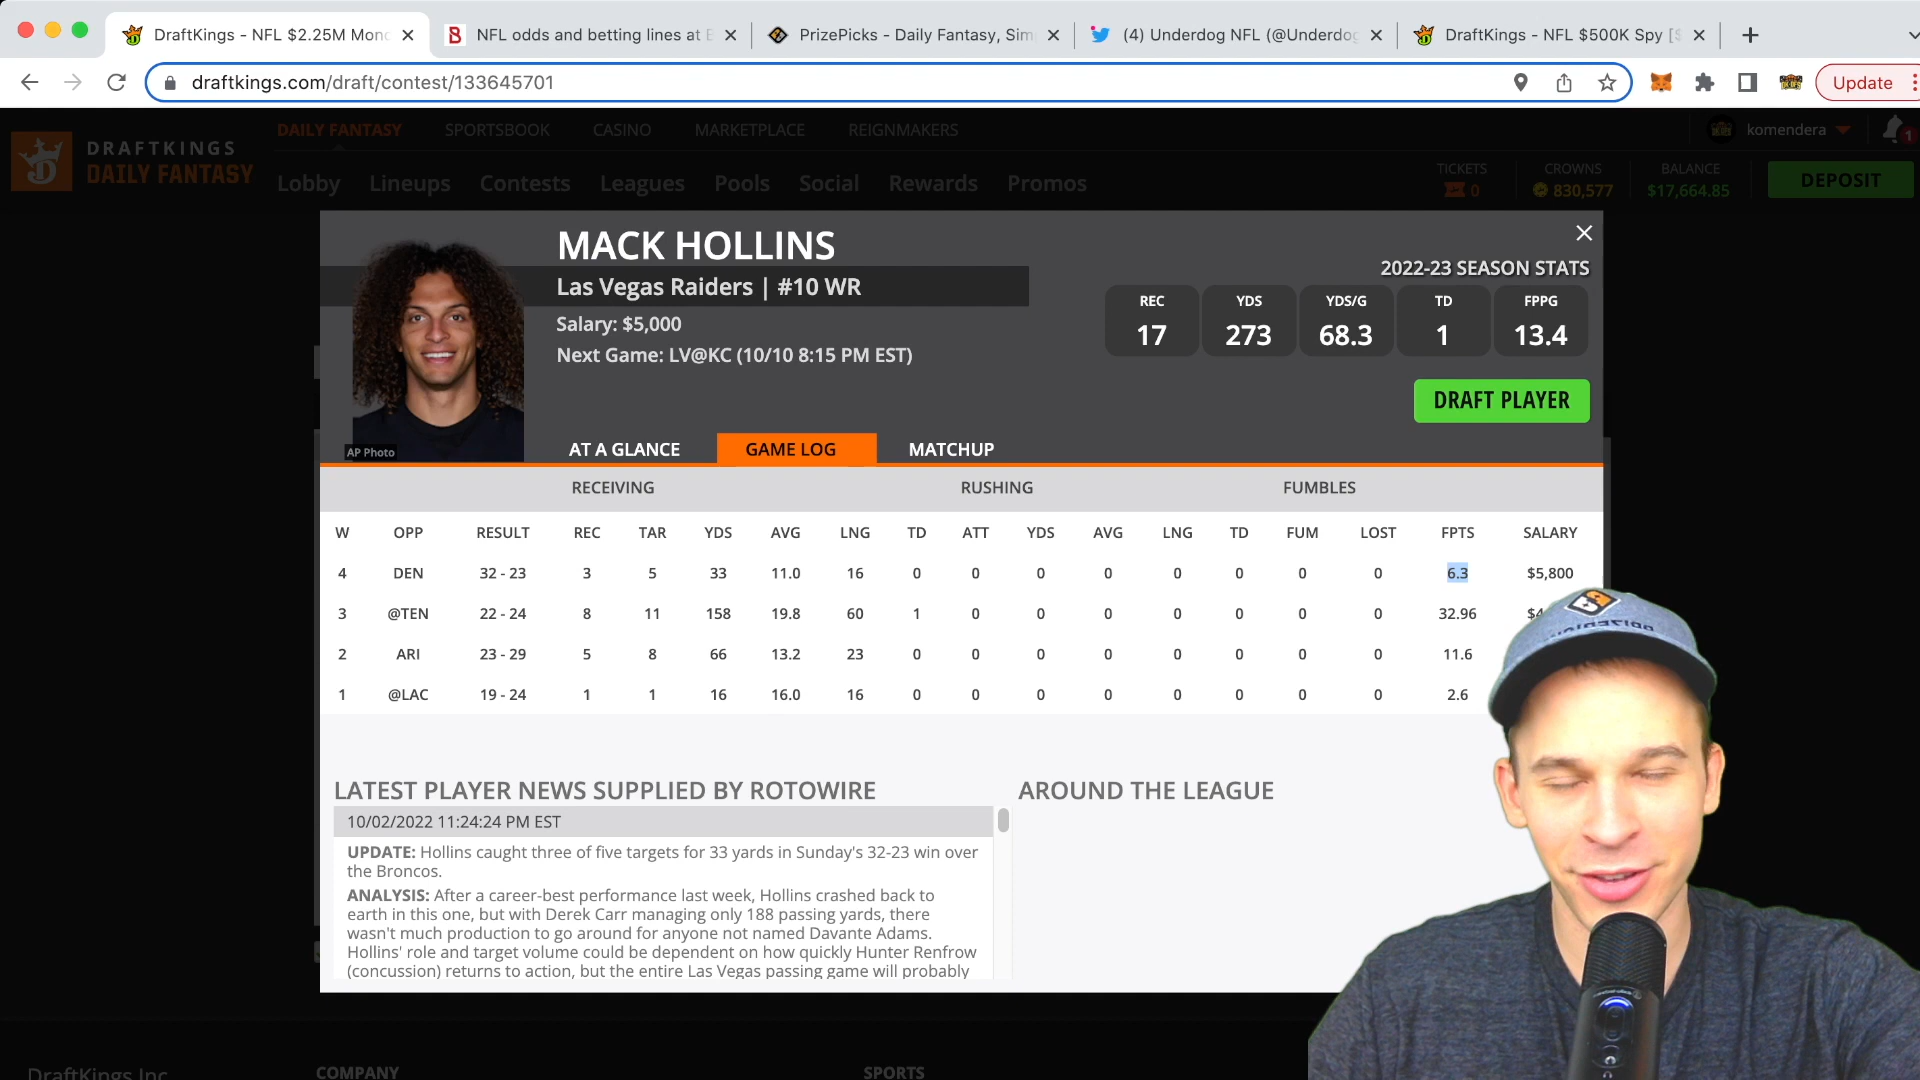 DraftKings - NFL $2.25M Mon
NFL odds and betting lines at
PrizePicks - Daily Fantasy, Sim
(4) Underdog NFL (@Underdog
DraftKings - NFL $500K Spy [$
draftkings.com/draft/contest/133645701
Update
DRAFTKINGS
DAILY FANTASY
DAILY FANTASY SPORTSBOOK CASINO MARKETPLACE REIGNMAKERS
komendera
1
Lobby Lineups Contests Leagues Pools Social Rewards Promos
TICKETS
0
CROWNS
830,577
BALANCE
$17,664.85
DEPOSIT
MACK HOLLINS
Las Vegas Raiders | #10 WR
Salary: $5,000
Next Game: LV@KC (10/10 8:15 PM EST)
AP Photo
2022-23 SEASON STATS
REC YDS YDS/G TD FPPG
17 273 68.3 1 13.4
DRAFT PLAYER
AT A GLANCE GAME LOG MATCHUP
RECEIVING RUSHING FUMBLES
W OPP RESULT REC TAR YDS AVG LNG TD ATT YDS AVG LNG TD FUM LOST FPTS SALARY
4 DEN 32 - 23 3 5 33 11.0 16 0 0 0 0 0 0 0 0 6.3 $5,800
3 @TEN 22 - 24 8 11 158 19.8 60 1 0 0 0 0 0 0 0 32.96 $4
2 ARI 23 - 29 5 8 66 13.2 23 0 0 0 0 0 0 0 0 11.6
1 @LAC 19 - 24 1 1 16 16.0 16 0 0 0 0 0 0 0 0 2.6
LATEST PLAYER NEWS SUPPLIED BY ROTOWIRE
AROUND THE LEAGUE
10/02/2022 11:24:24 PM EST
UPDATE: Hollins caught three of five targets for 33 yards in Sunday's 32-23 win over
the Broncos.
ANALYSIS: After a career-best performance last week, Hollins crashed back to
earth in this one, but with Derek Carr managing only 188 passing yards, there
wasn't much production to go around for anyone not named Davante Adams.
Hollins' role and target volume could be dependent on how quickly Hunter Renfrow
(concussion) returns to action, but the entire Las Vegas passing game will probably
DraftKings Inc
COMPANY
SPORTS